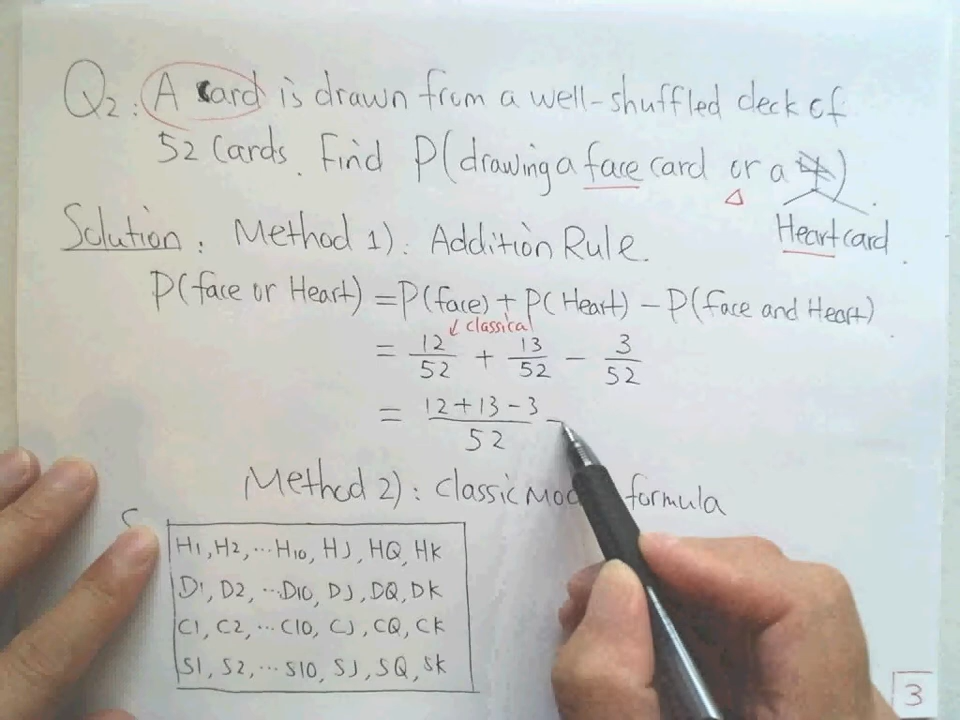 Q2: A card is drawn from a well-shuffled deck of
52 Cards. Find P(drawing a face card or a
Heart card
).
Solution: Method 1). Addition Rule.
P(face or Heart) = P(face) + P(Heart) - P(face and Heart)
classical
= 12/52 + 13/52 - 3/52
= (12+13-3)/52
Method 2): Classic formula
H1, H2, ...H10, HJ, HQ, HK
D1, D2, ...D10, DJ, DQ, DK
C1, C2, ...C10, CJ, CQ, CK
S1, S2, ...S10, SJ, SQ, SK
3